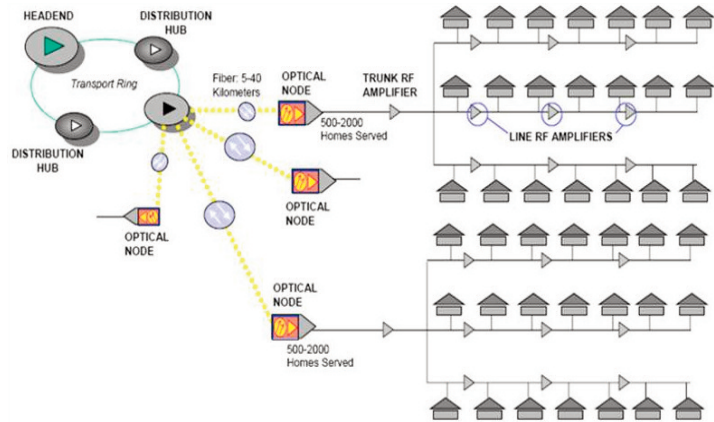 HEADEND
DISTRIBUTION
HUB
Transport Ring
DISTRIBUTION
HUB
Fiber: 5-40
Kilometers
OPTICAL
NODE
500-2000
Homes Served
TRUNK RF
AMPLIFIER
LINE RF AMPLIFIERS
OPTICAL
NODE
OPTICAL
NODE
OPTICAL
NODE
500-2000
Homes Served